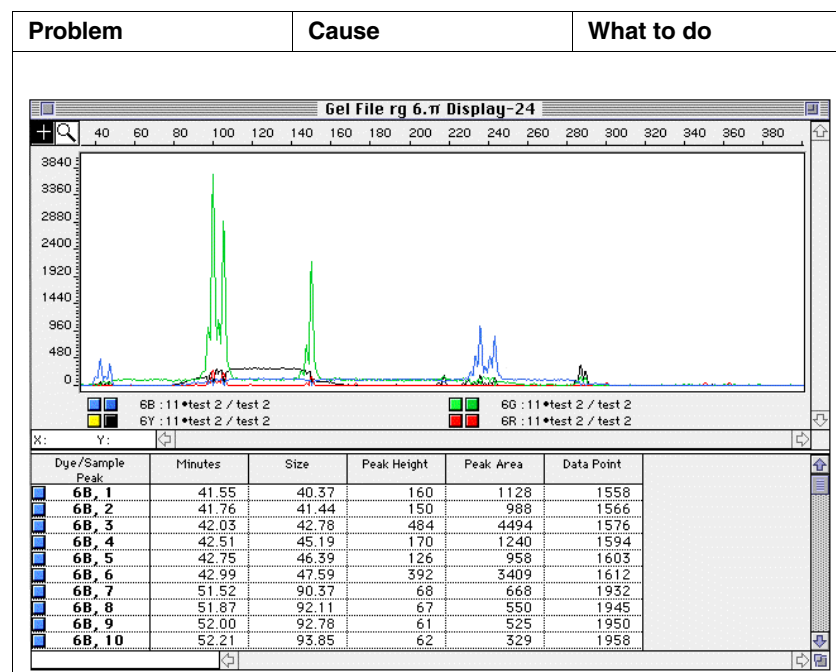 Problem Cause What to do
Gel File rg 6.π Display-24
40 60 80 100 120 140 160 180 200 220 240 260 280 300 320 340 360 380
3840
3360
2880
2400
1920
1440
960
480
0
6B : 11•test 2 / test 2 6G : 11•test 2 / test 2
6Y : 11•test 2 / test 2 6R : 11•test 2 / test 2
X: Y:
Dye/Sample Peak Minutes Size Peak Height Peak Area Data Point
6B, 1 41.55 40.37 160 1128 1558
6B, 2 41.76 41.44 150 988 1566
6B, 3 42.03 42.78 484 4494 1576
6B, 4 42.51 45.19 170 1240 1594
6B, 5 42.75 46.39 126 958 1603
6B, 6 42.99 47.59 392 3409 1612
6B, 7 51.52 90.37 68 668 1932
6B, 8 51.87 92.11 67 550 1945
6B, 9 52.00 92.78 61 525 1950
6B, 10 52.21 93.85 62 329 1958